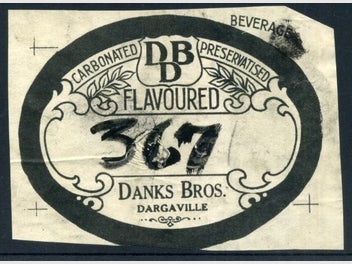 BEVERAGE
CARBONATED PRESERVATISED
DBD
FLAVOURED
367
DANKS BROS.
DARGAVILLE